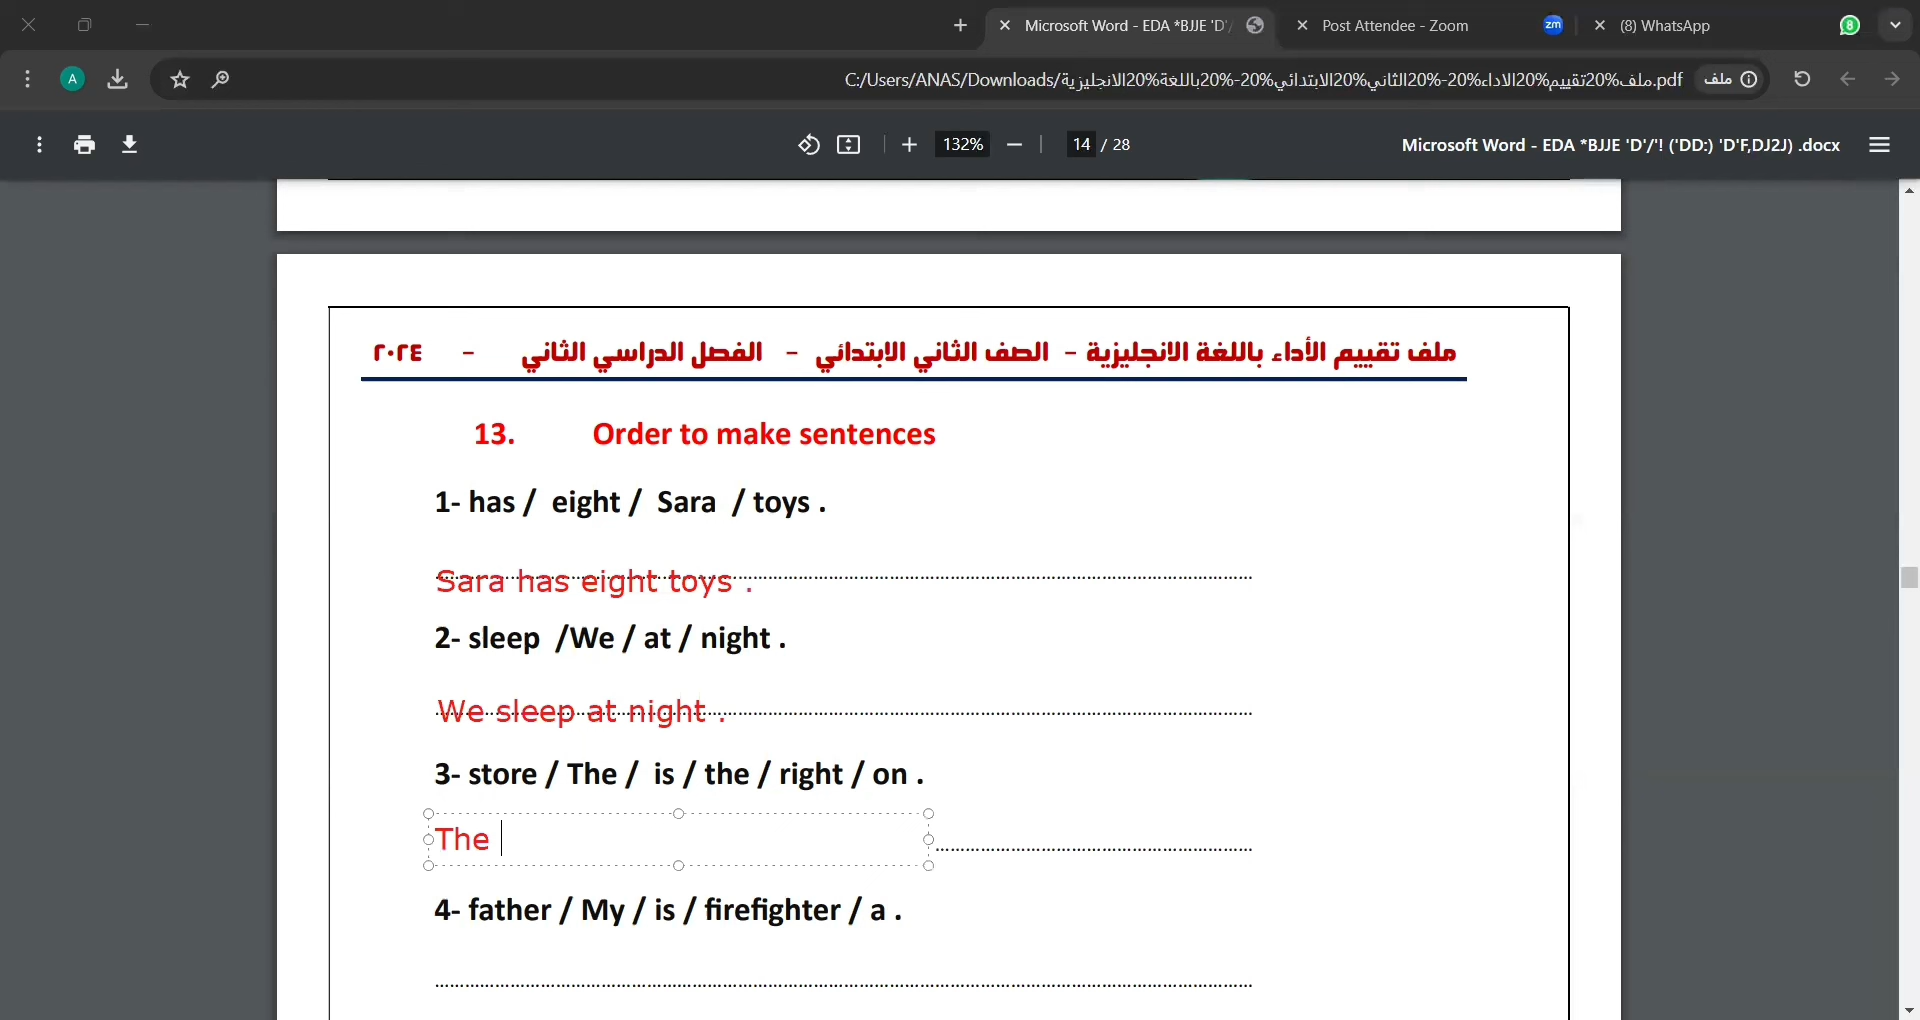 Microsoft Word - EDA *BJJE 'D'/
Post Attendee - Zoom
zm
(8) WhatsApp
8
A
C:/Users/ANAS/Downloads/ملف%20تقييم%20الاداء%20-%20الثاني%20الابتدائي%20-%20باللغة%20الانجليزية.pdf
ملف
132%
14 / 28
Microsoft Word - EDA *BJJE 'D'/'! ('DD:) 'D'F,DJ2J) .docx
ملف تقييم الأداء باللغة الانجليزية - الصف الثاني الابتدائي - الفصل الدراسي الثاني - ٢٠٢٤
13. Order to make sentences
1- has / eight / Sara / toys .
Sara has eight toys .
2- sleep /We / at / night .
We sleep at night .
3- store / The / is / the / right / on .
The
4- father / My / is / firefighter / a .